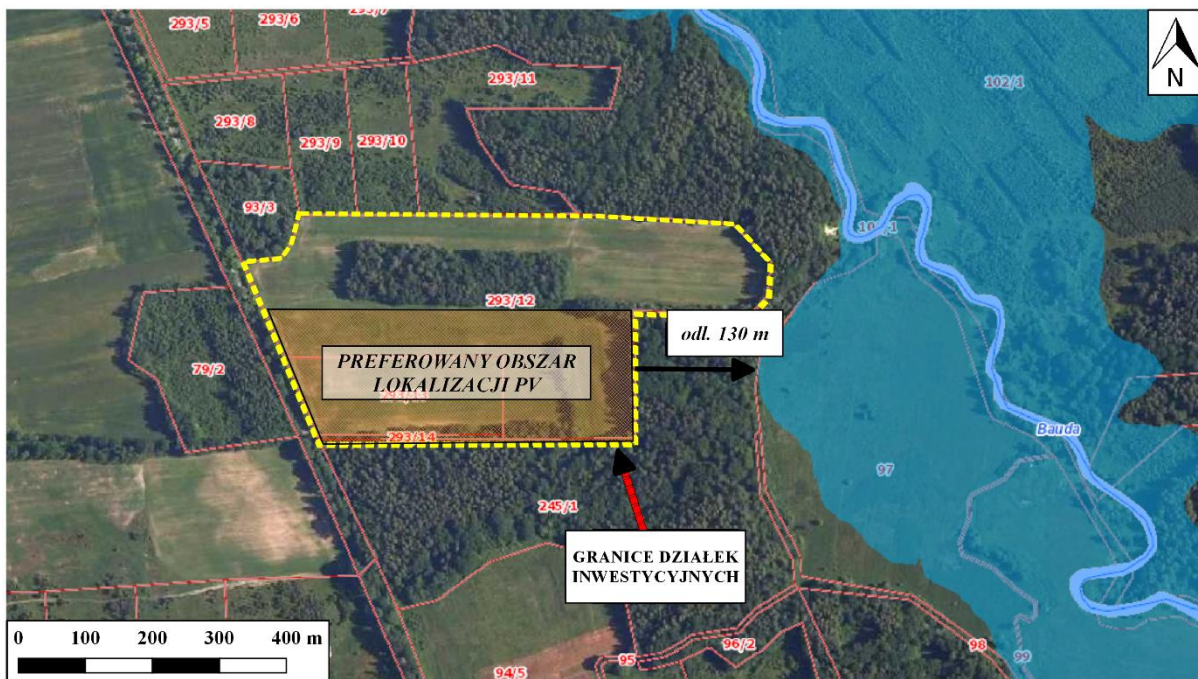 293/5
293/6
N
293/11
102/1
293/8
293/9
293/10
93/3
293/12
odl. 130 m
PREFEROWANY OBSZAR
LOKALIZACJI PV
79/2
293/14
Bauda
97
245/1
GRANICE DZIAŁEK
INWESTYCYJNYCH
0 100 200 300 400 m
96/2
95
98
94/5
99